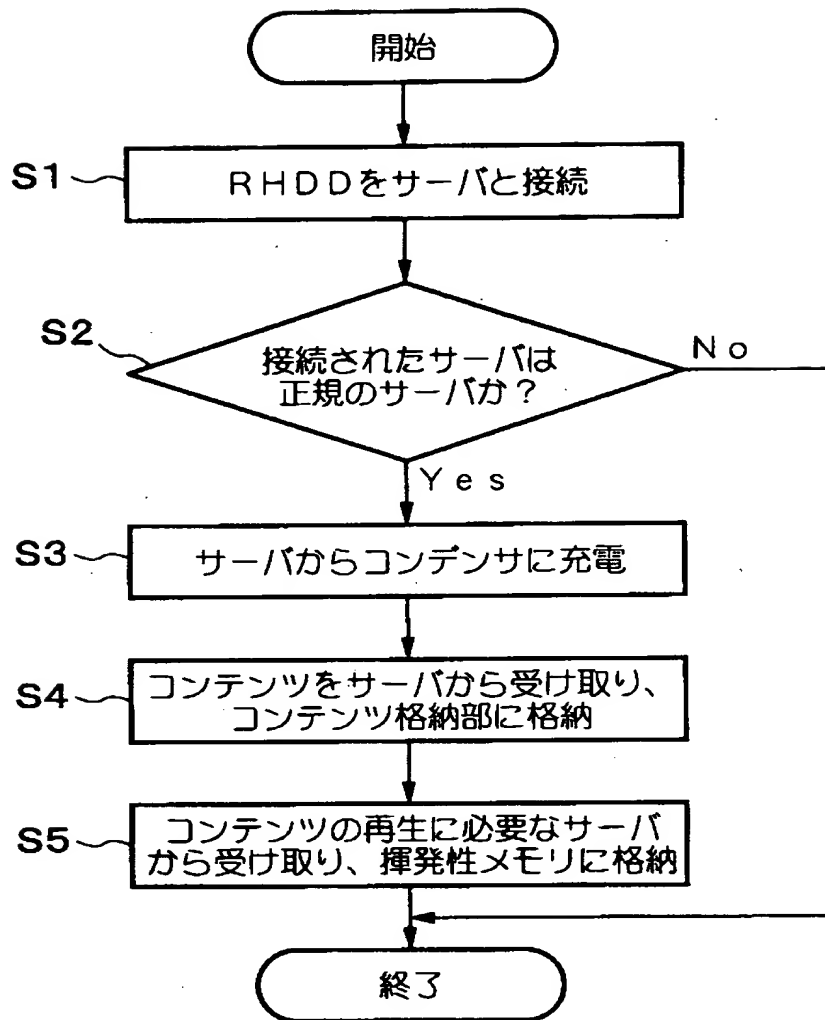 開始
S1
RHDDをサーバと接続
S2
接続されたサーバは
正規のサーバか?
No
Yes
S3
サーバからコンデンサに充電
S4
コンテンツをサーバから受け取り、
コンテンツ格納部に格納
S5
コンテンツの再生に必要なサーバ
から受け取り、揮発性メモリに格納
終了